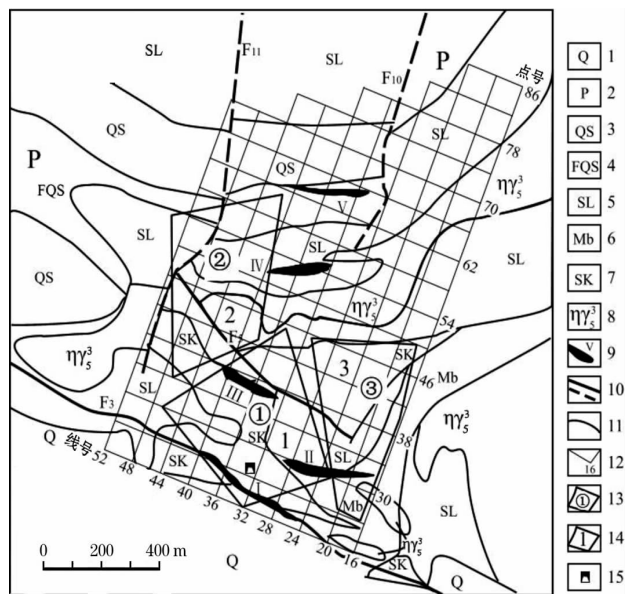 SL
F₁₁
SL
P
F₁₀
点号
86
QS
SL
78
P
QS
ηγ₅³
FQS
V
70
SL
SL
SL
②
IV
62
QS
ηγ₅³
2
54
SK
F₅
3
SK
ηγ₅³
46
Mb
III
③
SL
①
ηγ₅³
F₃
38
Q
线号
SK
1
II
SL
52
48
SK
I
30
44
Mb
SL
40
36
32
28
24
20
16
ηγ₅³
SK
Q
Q
0 200 400 m
Q 1
P 2
QS 3
FQS 4
SL 5
Mb 6
SK 7
ηγ₅³ 8
V 9
10
11
16 12
① 13
1 14
15